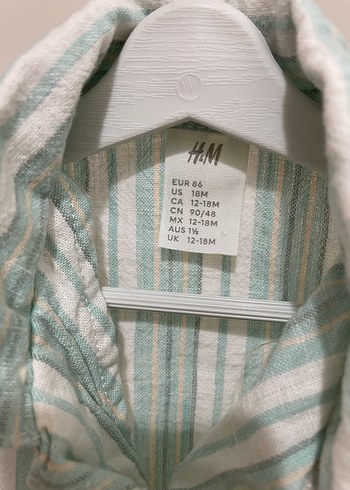 H&M
EUR 86
US 18M
CA 12-18M
CN 90/48
MX 12-18M
AUS 1½
UK 12-18M